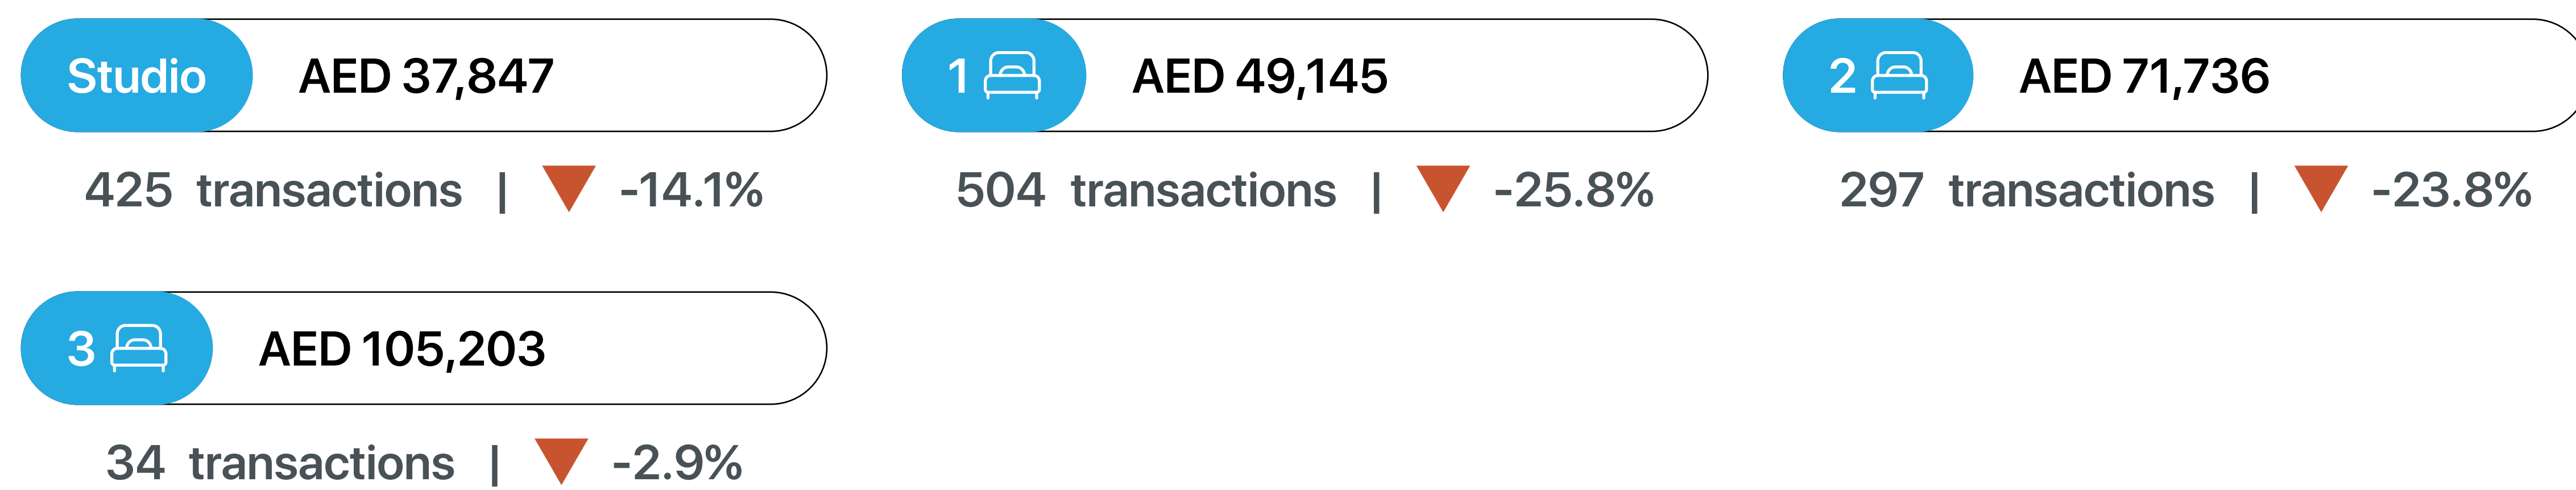 Studio AED 37,847
425 transactions | ▼ -14.1%
1 AED 49,145
504 transactions | ▼ -25.8%
2 AED 71,736
297 transactions | ▼ -23.8%
3 AED 105,203
34 transactions | ▼ -2.9%